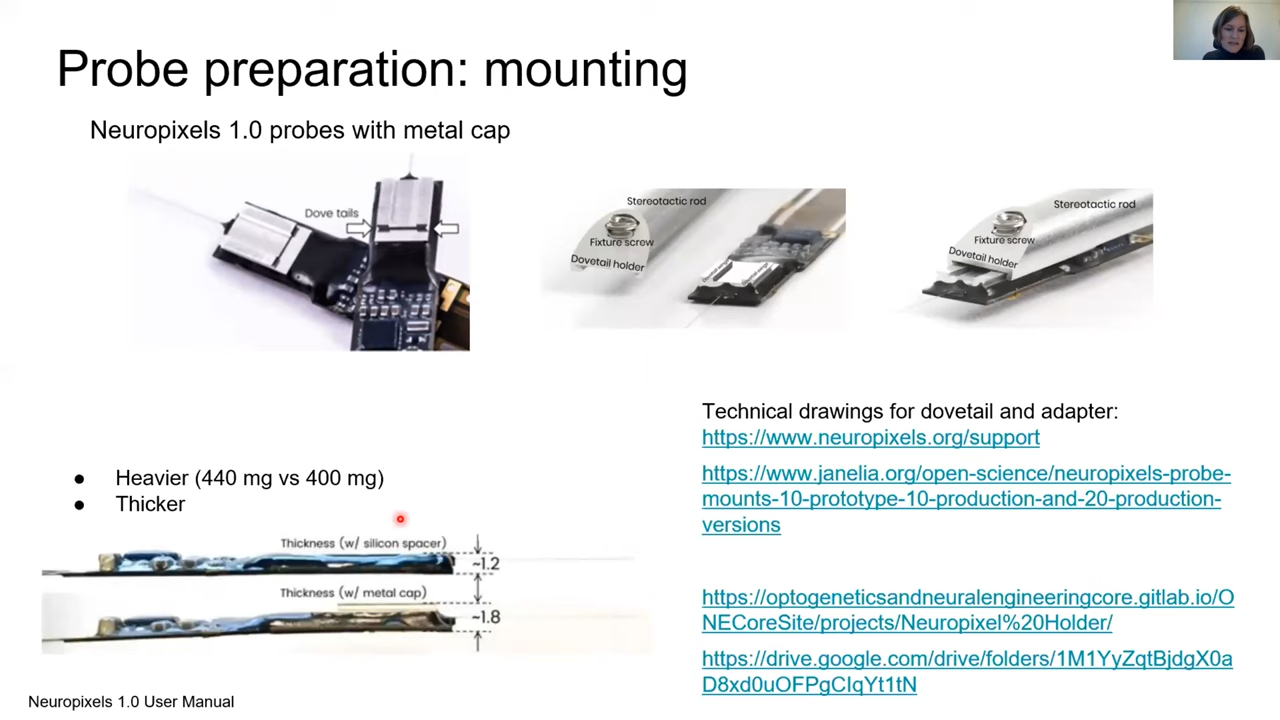 Probe preparation: mounting
Neuropixels 1.0 probes with metal cap
Dove tails
Stereotactic rod
Fixture screw
Dovetail holder
Stereotactic rod
Fixture screw
Dovetail holder
● Heavier (440 mg vs 400 mg)
● Thicker
Thickness (w/ silicon spacer)
~1.2
Thickness (w/ metal cap)
~1.8
Technical drawings for dovetail and adapter:
https://www.neuropixels.org/support
https://www.janelia.org/open-science/neuropixels-probe-
mounts-10-prototype-10-production-and-20-production-
versions
https://optogeneticsandneuralengineeringcore.gitlab.io/O
NECoreSite/projects/Neuropixel%20Holder/
https://drive.google.com/drive/folders/1M1YyZqtBjdgX0a
D8xd0uOFPgCIqYt1tN
Neuropixels 1.0 User Manual